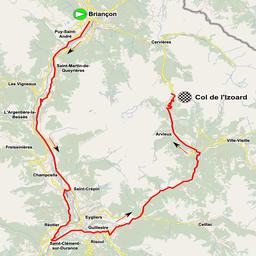 Briançon
Puy-Saint-
André
Cervières
Saint-Martin-de-
Queyrières
Les Vigneaux
Col de l'Izoard
L'Argentière-la-
Bessée
Arvieux
Ville-Vieille
Freissinières
Champcella
Saint-Crépin
Eygliers
Réotier
Guillestre
Ceillac
Saint-Clément-
sur-Durance
Risoul